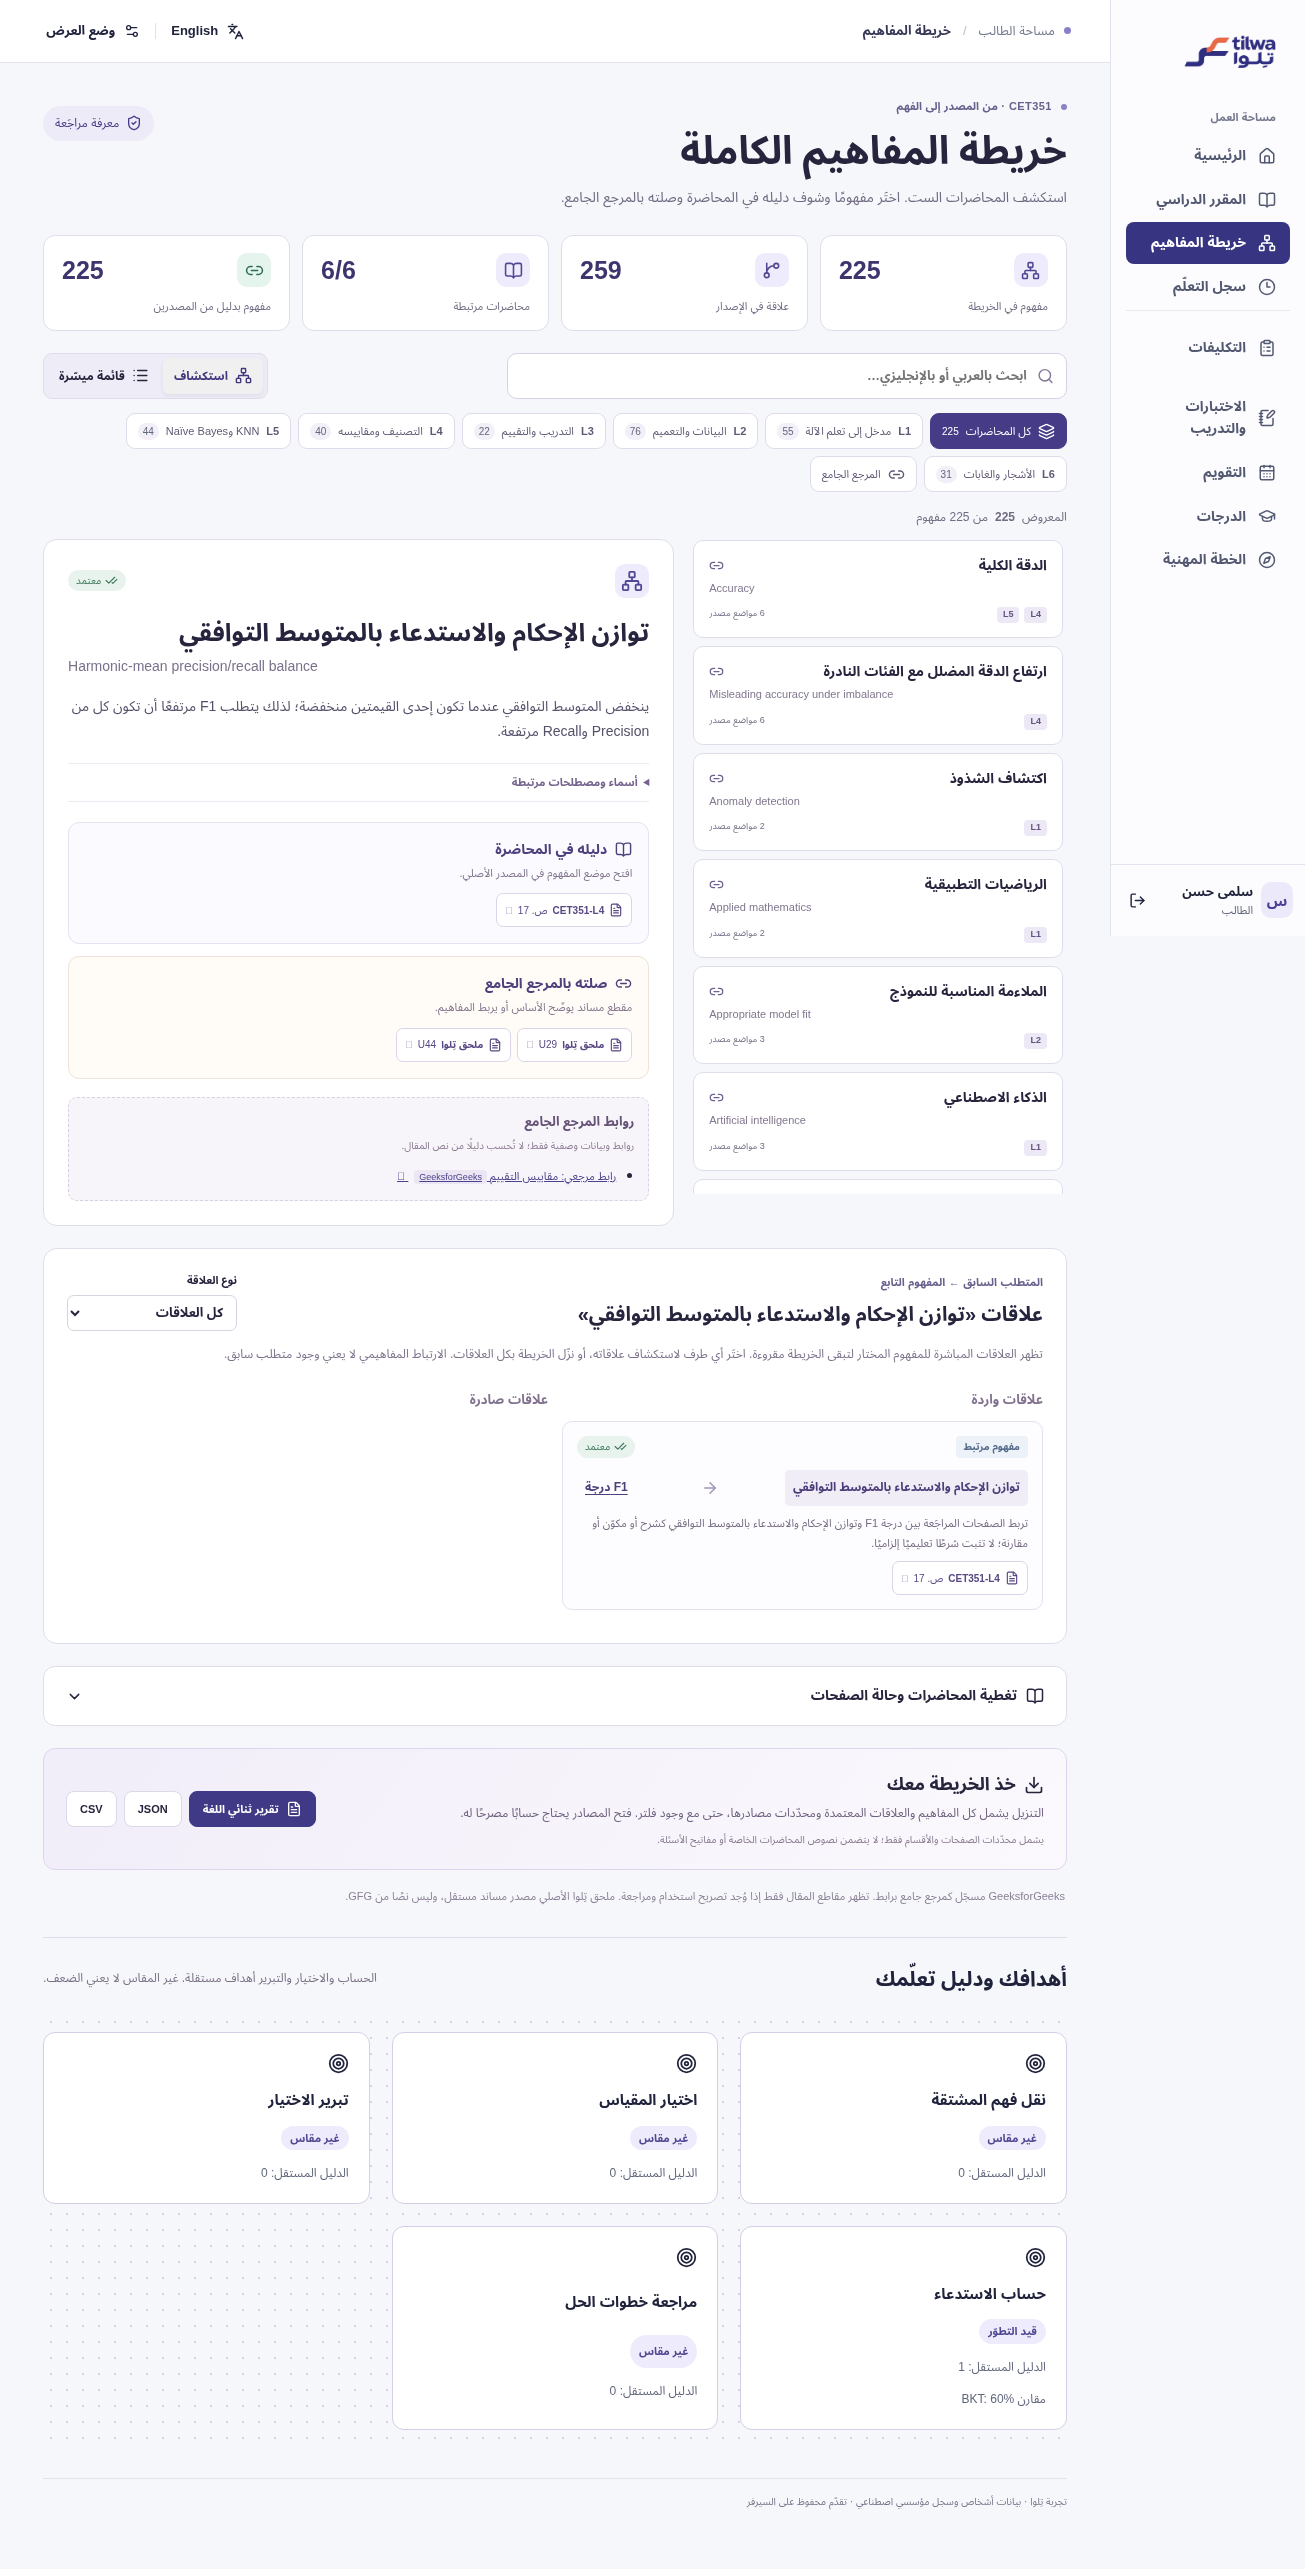 tilwa
تِلوا
مساحة العمل
الرئيسية
المقرر الدراسي
خريطة المفاهيم
سجل التعلّم
التكليفات
الاختبارات
والتدريب
التقويم
الدرجات
الخطة المهنية
س
سلمى حسن
الطالب
مساحة الطالب / خريطة المفاهيم
English
وضع العرض
CET351 · من المصدر إلى الفهم
خريطة المفاهيم الكاملة
استكشف المحاضرات الست. اختَر مفهومًا وشوف دليله في المحاضرة وصلته بالمرجع الجامع.
معرفة مراجَعة
225
مفهوم في الخريطة
259
علاقة في الإصدار
6/6
محاضرات مرتبطة
225
مفهوم بدليل من المصدرين
ابحث بالعربي أو بالإنجليزي…
استكشاف
قائمة ميسّرة
كل المحاضرات 225
L1 مدخل إلى تعلم الآلة 55
L2 البيانات والتعميم 76
L3 التدريب والتقييم 22
L4 التصنيف ومقاييسه 40
L5 KNN وNaïve Bayes 44
L6 الأشجار والغابات 31
المرجع الجامع
المعروض 225 من 225 مفهوم
الدقة الكلية
Accuracy
L4 L5
6 مواضع مصدر
ارتفاع الدقة المضلل مع الفئات النادرة
Misleading accuracy under imbalance
L4
6 مواضع مصدر
اكتشاف الشذوذ
Anomaly detection
L1
2 مواضع مصدر
الرياضيات التطبيقية
Applied mathematics
L1
2 مواضع مصدر
الملاءمة المناسبة للنموذج
Appropriate model fit
L2
3 مواضع مصدر
الذكاء الاصطناعي
Artificial intelligence
L1
3 مواضع مصدر
معتمد
توازن الإحكام والاستدعاء بالمتوسط التوافقي
Harmonic-mean precision/recall balance
ينخفض المتوسط التوافقي عندما تكون إحدى القيمتين منخفضة؛ لذلك يتطلب F1 مرتفعًا أن تكون كل من
Precision وRecall مرتفعة.
أسماء ومصطلحات مرتبطة
دليله في المحاضرة
افتح موضع المفهوم في المصدر الأصلي.
CET351-L4 ص. 17
صلته بالمرجع الجامع
مقطع مساند يوضّح الأساس أو يربط المفاهيم.
ملحق تِلوا U29
ملحق تِلوا U44
روابط المرجع الجامع
روابط وبيانات وصفية فقط؛ لا تُحسب دليلًا من نص المقال.
رابط مرجعي: مقاييس التقييم GeeksforGeeks
المتطلب السابق ← المفهوم التابع
علاقات «توازن الإحكام والاستدعاء بالمتوسط التوافقي»
نوع العلاقة
كل العلاقات
تظهر العلاقات المباشرة للمفهوم المختار لتبقى الخريطة مقروءة. اختَر أي طرف لاستكشاف علاقاته، أو نزّل الخريطة بكل العلاقات. الارتباط المفاهيمي لا يعني وجود متطلب سابق.
علاقات واردة
علاقات صادرة
مفهوم مرتبط
معتمد
توازن الإحكام والاستدعاء بالمتوسط التوافقي
درجة F1
تربط الصفحات المراجَعة بين درجة F1 وتوازن الإحكام والاستدعاء بالمتوسط التوافقي كشرح أو مكوّن أو
مقارنة؛ لا تثبت شرطًا تعليميًا إلزاميًا.
CET351-L4 ص. 17
تغطية المحاضرات وحالة الصفحات
خذ الخريطة معك
التنزيل يشمل كل المفاهيم والعلاقات المعتمدة ومحدّدات مصادرها، حتى مع وجود فلتر. فتح المصادر يحتاج حسابًا مصرحًا له.
يشمل محدّدات الصفحات والأقسام فقط؛ لا يتضمن نصوص المحاضرات الخاصة أو مفاتيح الأسئلة.
تقرير ثنائي اللغة
JSON
CSV
GeeksforGeeks مسجّل كمرجع جامع برابط. تظهر مقاطع المقال فقط إذا وُجد تصريح استخدام ومراجعة. ملحق تِلوا الأصلي مصدر مساند مستقل، وليس نصًا من GFG.
أهدافك ودليل تعلّمك
الحساب والاختيار والتبرير أهداف مستقلة. غير المقاس لا يعني الضعف.
نقل فهم المشتقة
غير مقاس
الدليل المستقل: 0
اختيار المقياس
غير مقاس
الدليل المستقل: 0
تبرير الاختيار
غير مقاس
الدليل المستقل: 0
حساب الاستدعاء
قيد التطوّر
الدليل المستقل: 1
مقارن BKT: 60%
مراجعة خطوات الحل
غير مقاس
الدليل المستقل: 0
تجربة تِلوا · بيانات أشخاص وسجل مؤسسي اصطناعي · تقدّم محفوظ على السيرفر